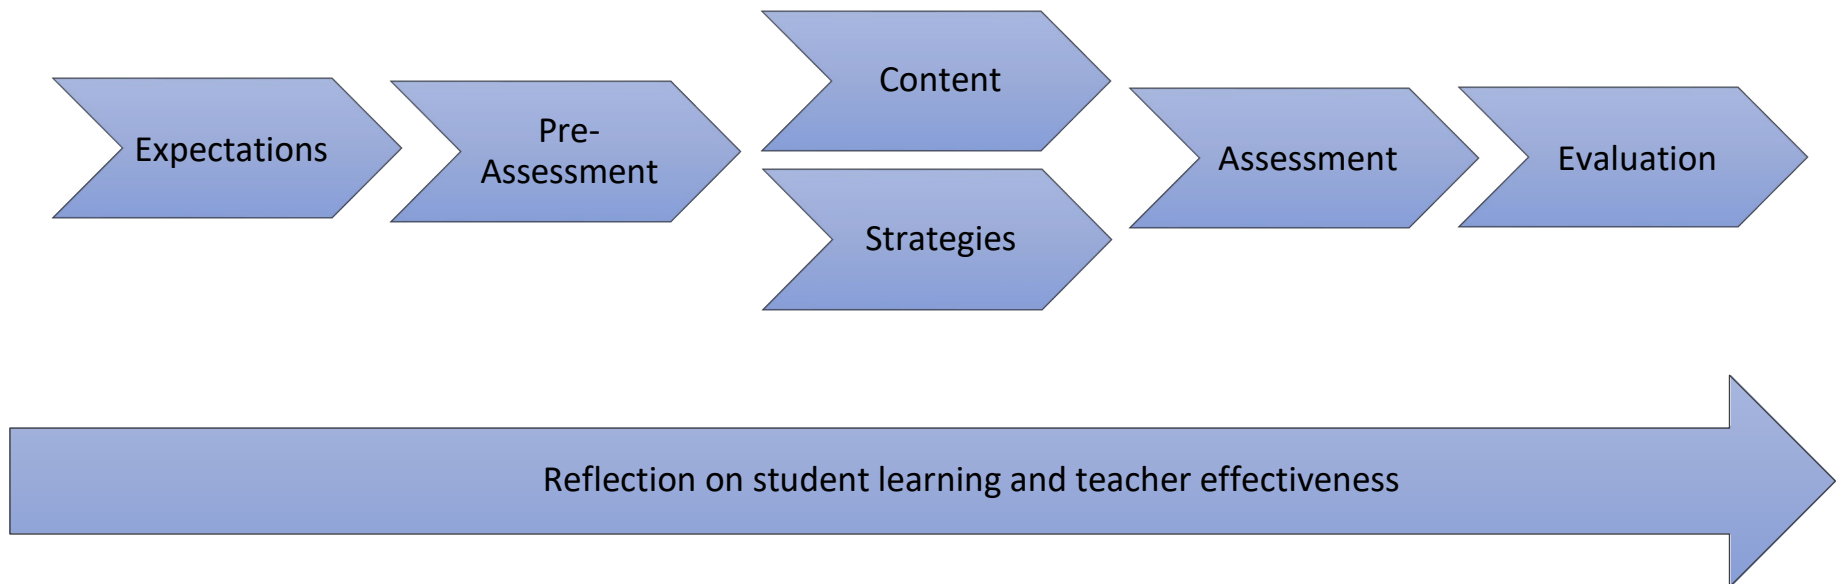 Expectations
Pre-
Assessment
Content
Strategies
Assessment
Evaluation
Reflection on student learning and teacher effectiveness